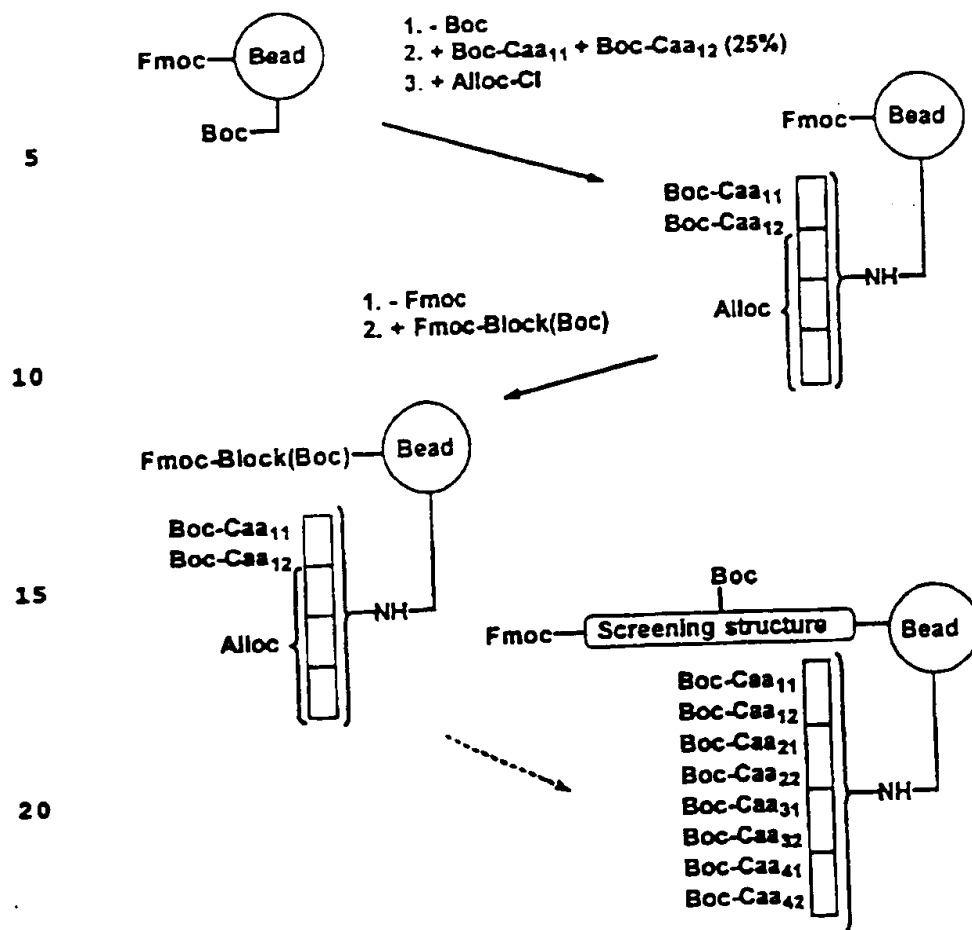 Fmoc
Bead
Boc
1. - Boc
2. + Boc-Caa11 + Boc-Caa12 (25%)
3. + Alloc-Cl
5
Fmoc
Bead
Boc-Caa11
Boc-Caa12
Alloc
NH
1. - Fmoc
2. + Fmoc-Block(Boc)
10
Fmoc-Block(Boc)
Bead
Boc-Caa11
Boc-Caa12
Alloc
NH
15
Boc
Fmoc
Screening structure
Bead
Boc-Caa11
Boc-Caa12
Boc-Caa21
Boc-Caa22
Boc-Caa31
Boc-Caa32
Boc-Caa41
Boc-Caa42
NH
20